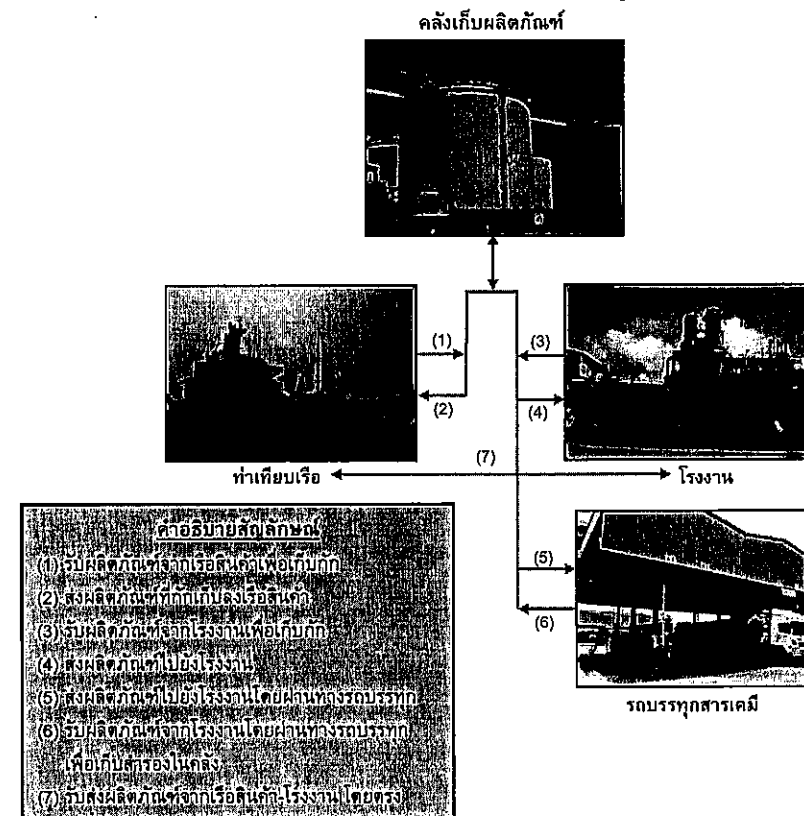 คลังเก็บผลิตภัณฑ์
(1)
(3)
(2)
(4)
(7)
ท่าเทียบเรือ
โรงงาน
(5)
(6)
รถบรรทุกสารเคมี
คำอธิบายสัญลักษณ์
(1) รับผลิตภัณฑ์จากเรือสินค้าเพื่อเก็บกัก
(2) ส่งผลิตภัณฑ์ที่กักเก็บลงเรือสินค้า
(3) รับผลิตภัณฑ์จากโรงงานเพื่อเก็บกัก
(4) ส่งผลิตภัณฑ์ไปยังโรงงาน
(5) ส่งผลิตภัณฑ์ไปยังโรงงานโดยผ่านทางรถบรรทุก
(6) รับผลิตภัณฑ์จากโรงงานโดยผ่านทางรถบรรทุก
เพื่อเก็บสำรองในคลัง
(7) รับส่งผลิตภัณฑ์จากเรือสินค้า-โรงงานโดยตรง